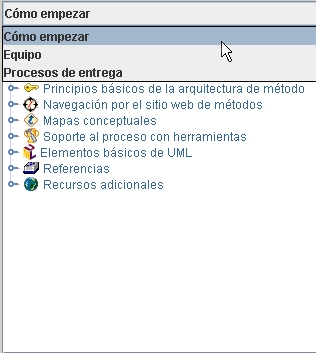 Cómo empezar
Cómo empezar
Equipo
Procesos de entrega
Principios básicos de la arquitectura de método
Navegación por el sitio web de métodos
Mapas conceptuales
Soporte al proceso con herramientas
Elementos básicos de UML
Referencias
Recursos adicionales